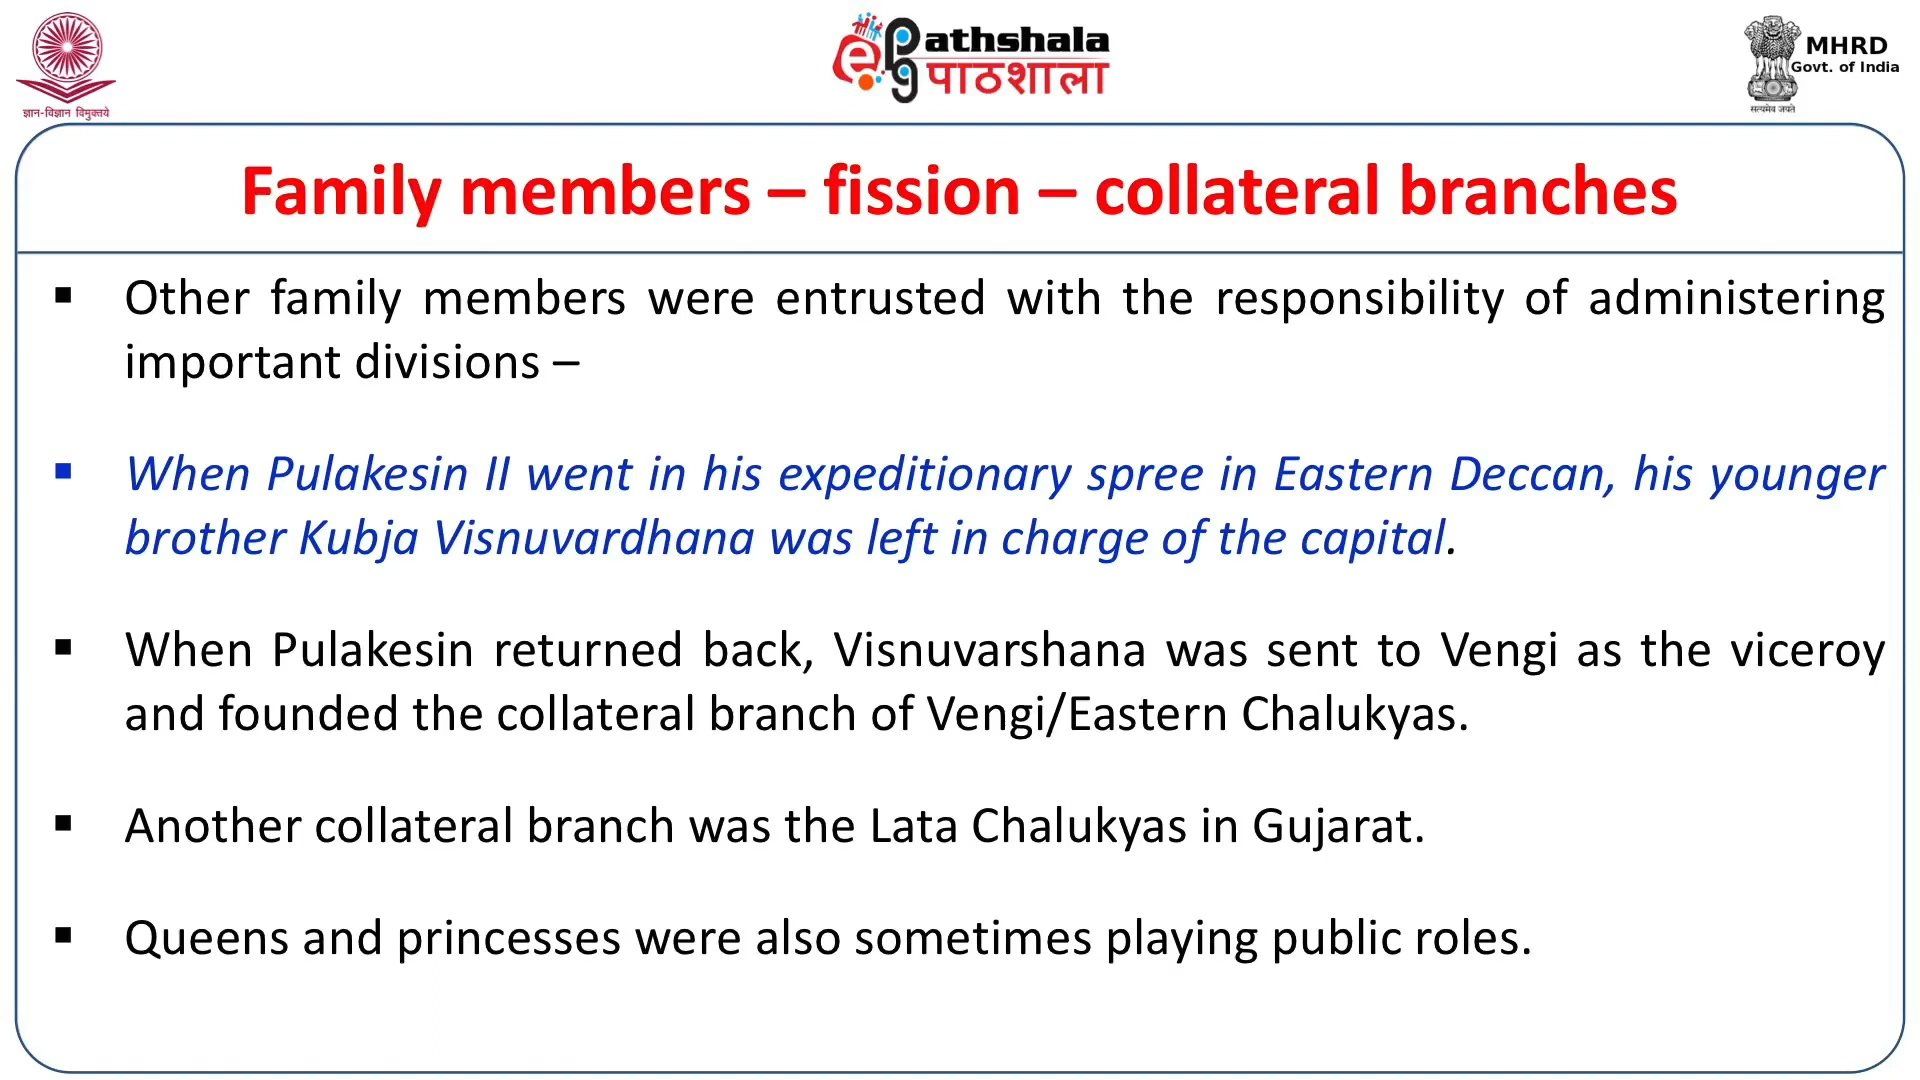 ज्ञान-विज्ञान विमुक्तये
ePathshala
पाठशाला
MHRD
Govt. of India
सत्यमेव जयते
Family members – fission – collateral branches
▪ Other family members were entrusted with the responsibility of administering
important divisions –
▪ When Pulakesin II went in his expeditionary spree in Eastern Deccan, his younger
brother Kubja Visnuvardhana was left in charge of the capital.
▪ When Pulakesin returned back, Visnuvarshana was sent to Vengi as the viceroy
and founded the collateral branch of Vengi/Eastern Chalukyas.
▪ Another collateral branch was the Lata Chalukyas in Gujarat.
▪ Queens and princesses were also sometimes playing public roles.